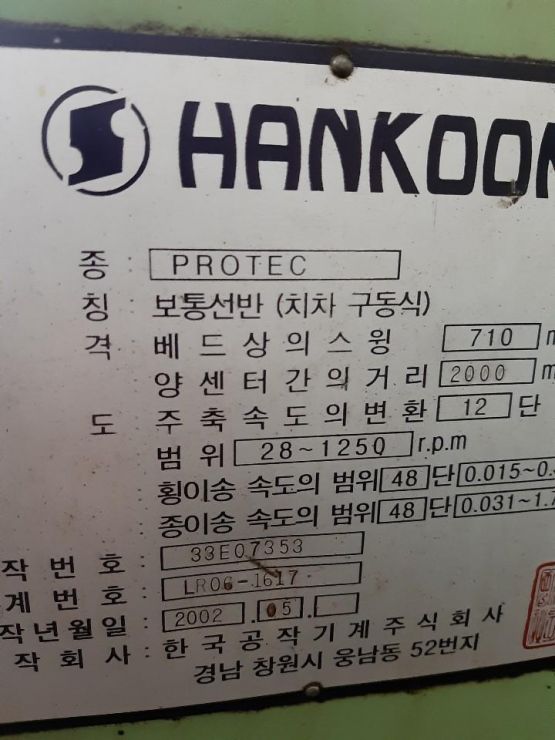 HANKOOK
종 : PROTEC
칭 : 보통선반 (치차 구동식)
격 : 베드상의스윙 710
양센터간의거리 2000
도 : 주축속도의변환 12 단
범위 28~1250 r.p.m
횡이송 속도의 범위 48 단 0.015~0.
종이송 속도의 범위 48 단 0.031~1.
작번호 : 33E07353
계번호 : LR06-1617
작년월일 : 2002 . 05 .
작회사 : 한국공작기계주식회사
경남 창원시 웅남동 52번지